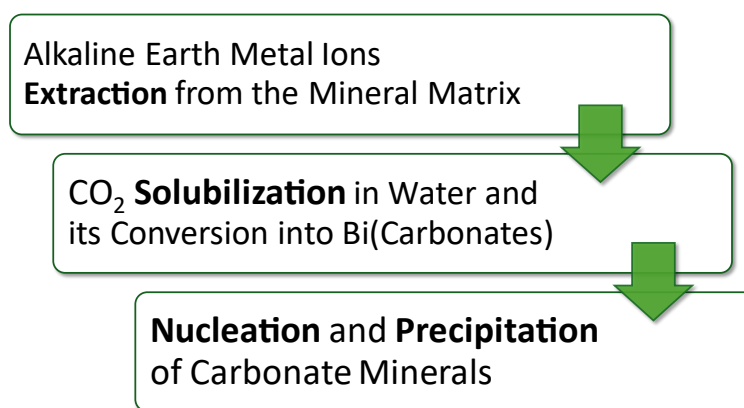 Alkaline Earth Metal Ions
Extraction from the Mineral Matrix
CO₂ Solubilization in Water and
its Conversion into Bi(Carbonates)
Nucleation and Precipitation
of Carbonate Minerals